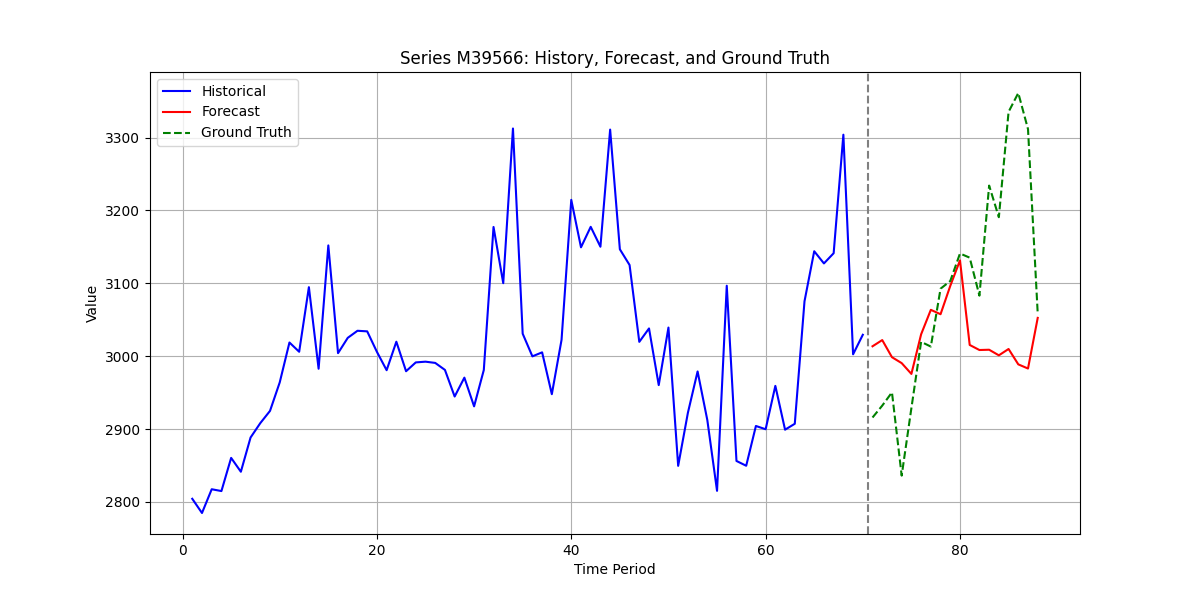 Series M39566: History, Forecast, and Ground Truth
Historical
Forecast
Ground Truth
3300
3200
3100
3000
2900
2800
Value
0 20 40 60 80
Time Period